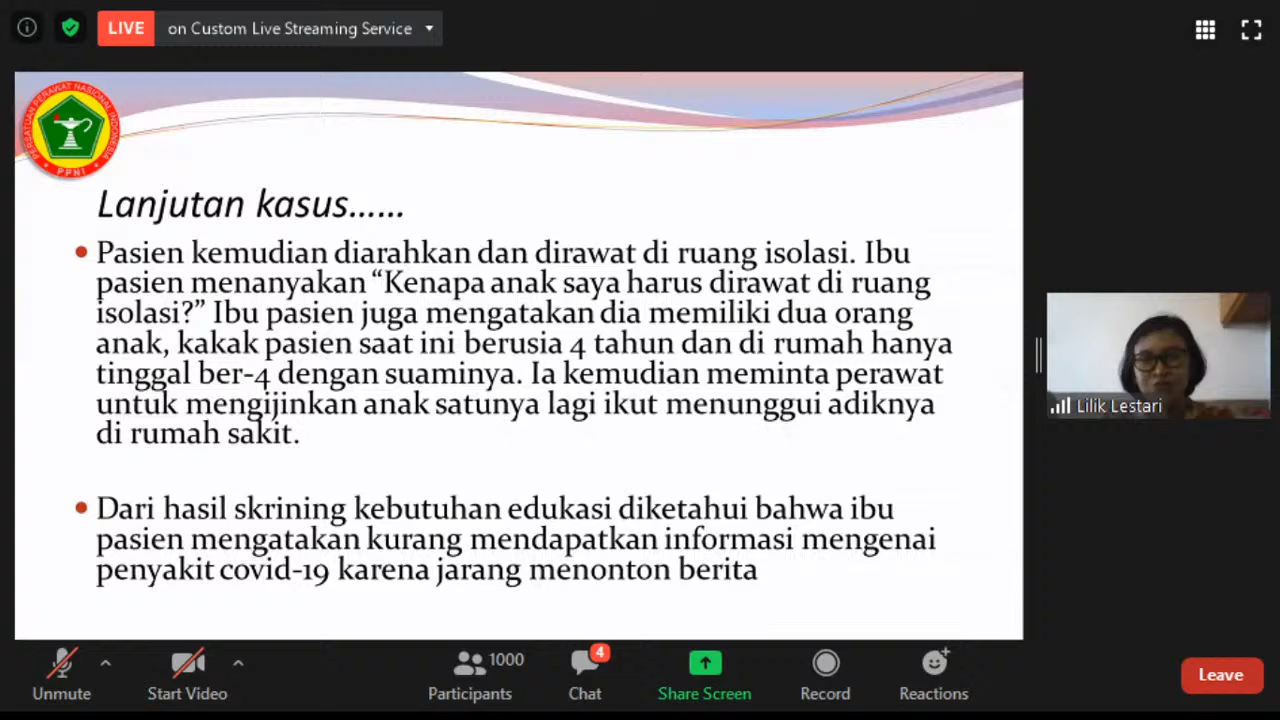 LIVE on Custom Live Streaming Service
PERSATUAN PERAWAT NASIONAL INDONESIA
PPNI
Lanjutan kasus......
• Pasien kemudian diarahkan dan dirawat di ruang isolasi. Ibu
pasien menanyakan “Kenapa anak saya harus dirawat di ruang
isolasi?” Ibu pasien juga mengatakan dia memiliki dua orang
anak, kakak pasien saat ini berusia 4 tahun dan di rumah hanya
tinggal ber-4 dengan suaminya. Ia kemudian meminta perawat
untuk mengijinkan anak satunya lagi ikut menunggui adiknya
di rumah sakit.
• Dari hasil skrining kebutuhan edukasi diketahui bahwa ibu
pasien mengatakan kurang mendapatkan informasi mengenai
penyakit covid-19 karena jarang menonton berita
Lilik Lestari
1000
4
Unmute
Start Video
Participants
Chat
Share Screen
Record
Reactions
Leave